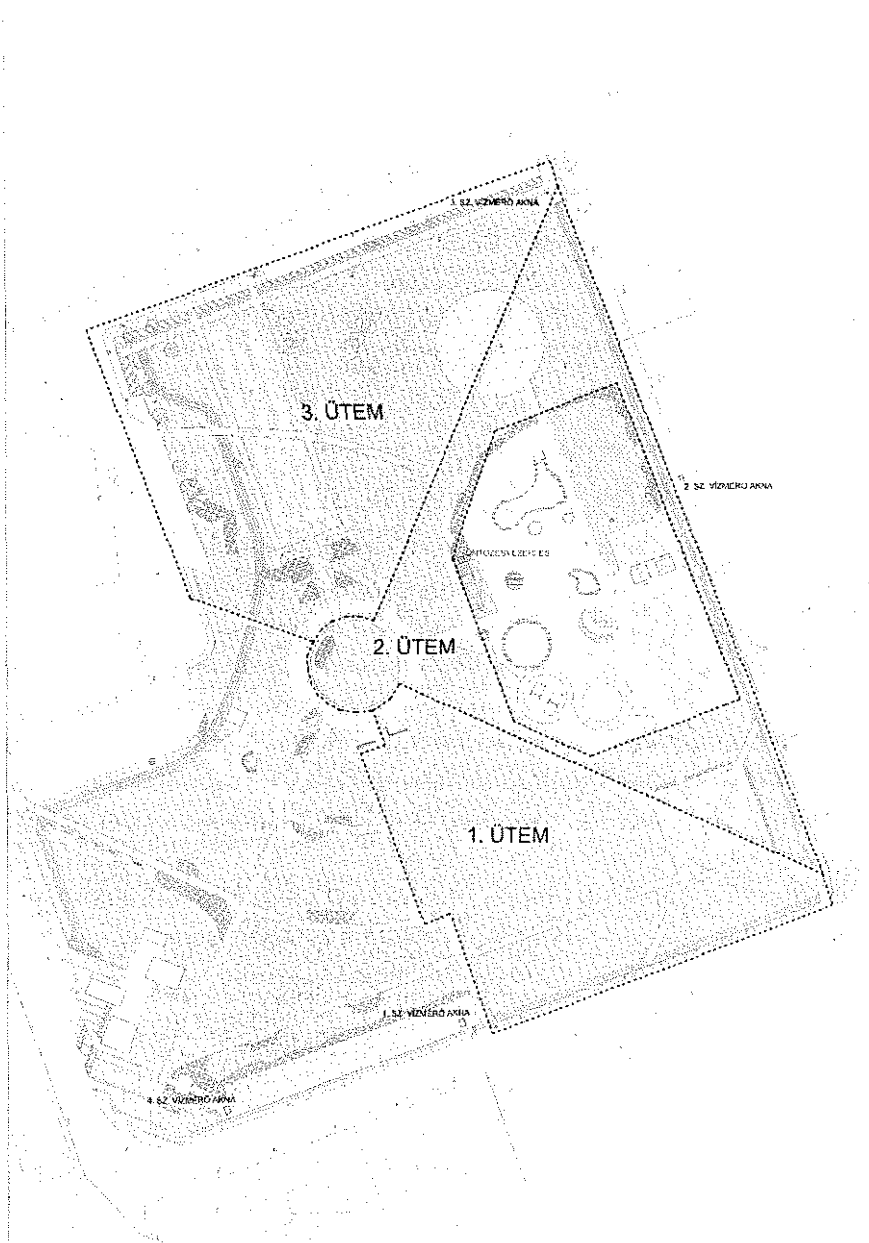 3. SZ. VÍZMÉRŐ AKNA
3. ÜTEM
2. SZ. VÍZMÉRŐ AKNA
2. ÜTEM
1. ÜTEM
1. SZ. VÍZMÉRŐ AKNA
4. SZ. VÍZMÉRŐ AKNA